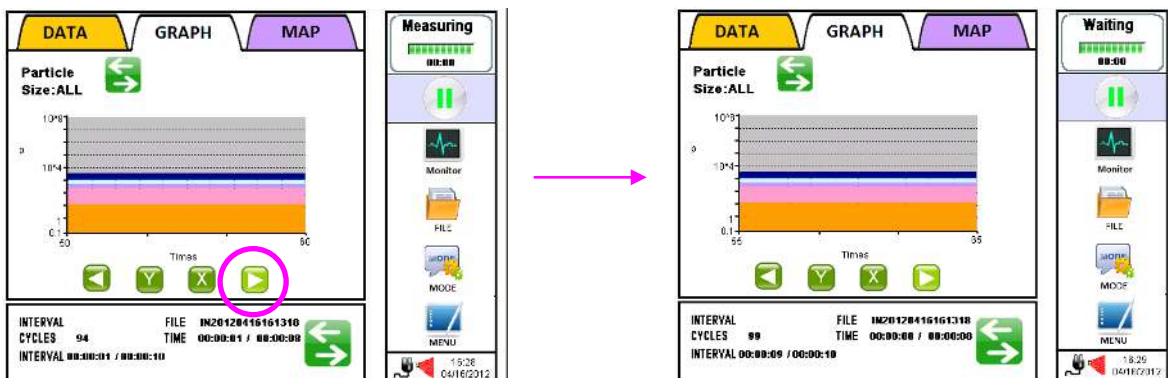 DATA GRAPH MAP
Particle
Size:ALL
10^8
10^4
1
0.1
50 60
Times
Y X
INTERVAL FILE IN20120416161318
CYCLES 94 TIME 00:00:01 / 00:00:08
INTERVAL 00:00:01 / 00:00:10
Measuring
00:00
Monitor
FILE
MODE
MODE
MENU
16:28
04/16/2012
DATA GRAPH MAP
Particle
Size:ALL
10^8
10^4
1
0.1
55 65
Times
Y X
INTERVAL FILE IN20120416161318
CYCLES 99 TIME 00:00:08 / 00:00:08
INTERVAL 00:00:09 / 00:00:10
Waiting
00:00
Monitor
FILE
MODE
MODE
MENU
16:29
04/16/2012